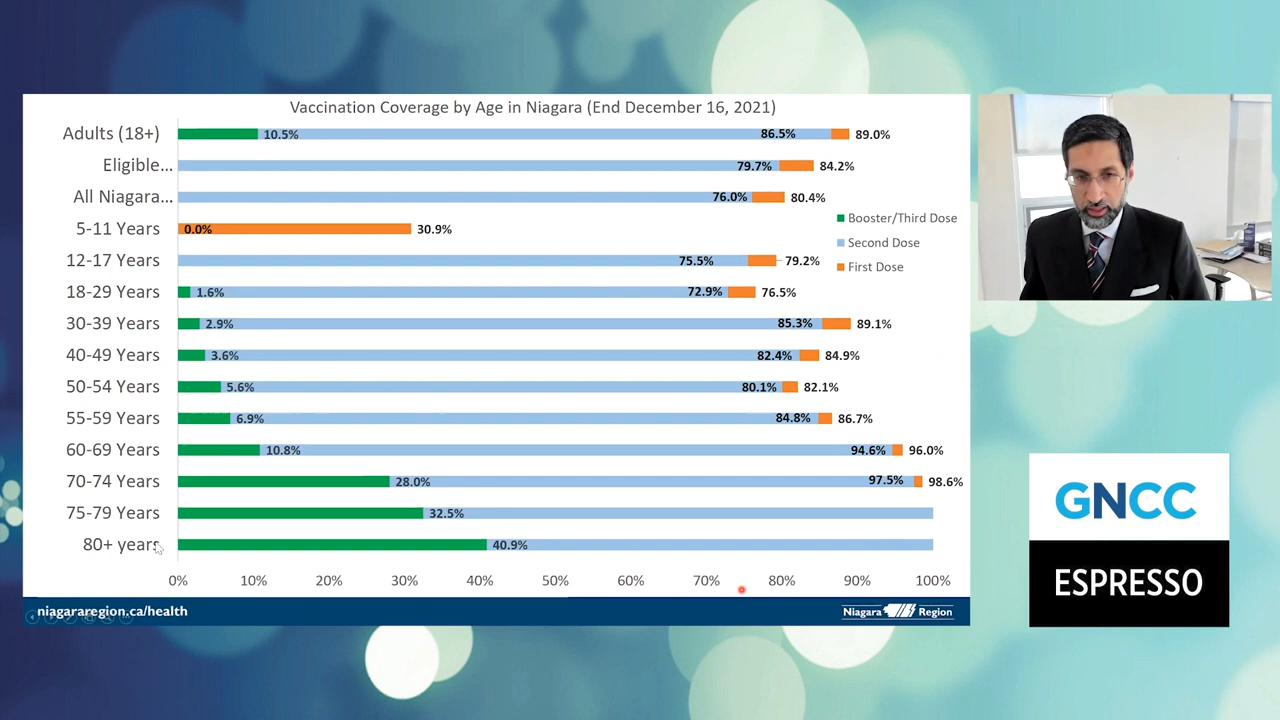 Vaccination Coverage by Age in Niagara (End December 16, 2021)
Adults (18+) 10.5% 86.5% 89.0%
Eligible... 79.7% 84.2%
All Niagara... 76.0% 80.4%
5-11 Years 0.0% 30.9%
12-17 Years 75.5% 79.2%
18-29 Years 1.6% 72.9% 76.5%
30-39 Years 2.9% 85.3% 89.1%
40-49 Years 3.6% 82.4% 84.9%
50-54 Years 5.6% 80.1% 82.1%
55-59 Years 6.9% 84.8% 86.7%
60-69 Years 10.8% 94.6% 96.0%
70-74 Years 28.0% 97.5% 98.6%
75-79 Years 32.5%
80+ years 40.9%
0% 10% 20% 30% 40% 50% 60% 70% 80% 90% 100%
Booster/Third Dose
Second Dose
First Dose
niagararegion.ca/health
Niagara Region
GNCC
ESPRESSO